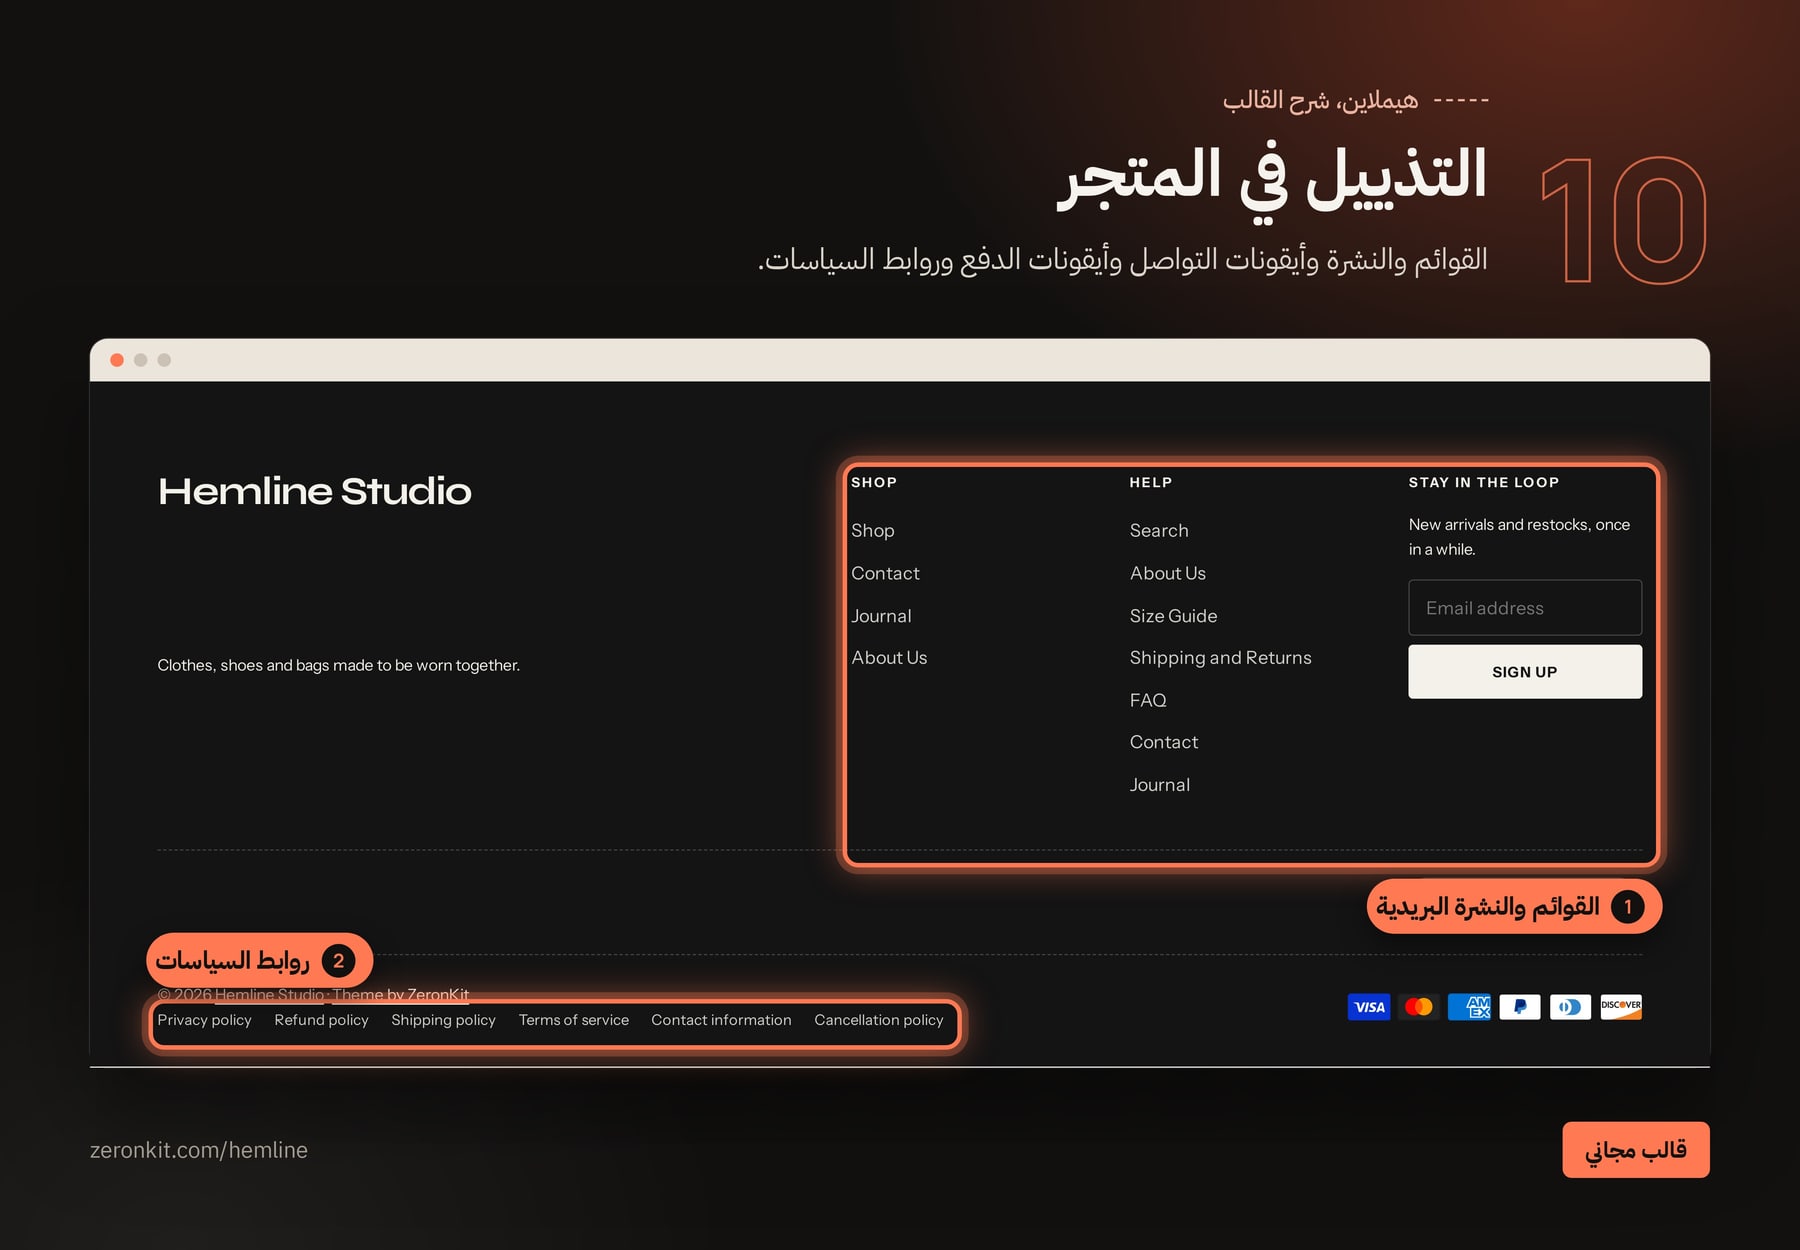 هيملاين، شرح القالب
10
التذييل في المتجر
القوائم والنشرة وأيقونات التواصل وأيقونات الدفع وروابط السياسات.
Hemline Studio
Clothes, shoes and bags made to be worn together.
SHOP
Shop
Contact
Journal
About Us
HELP
Search
About Us
Size Guide
Shipping and Returns
FAQ
Contact
Journal
STAY IN THE LOOP
New arrivals and restocks, once
in a while.
Email address
SIGN UP
1 القوائم والنشرة البريدية
2 روابط السياسات
© 2026 Hemline Studio · Theme by ZeronKit
Privacy policy Refund policy Shipping policy Terms of service Contact information Cancellation policy
VISA AMEX DISCOVER
zeronkit.com/hemline
قالب مجاني